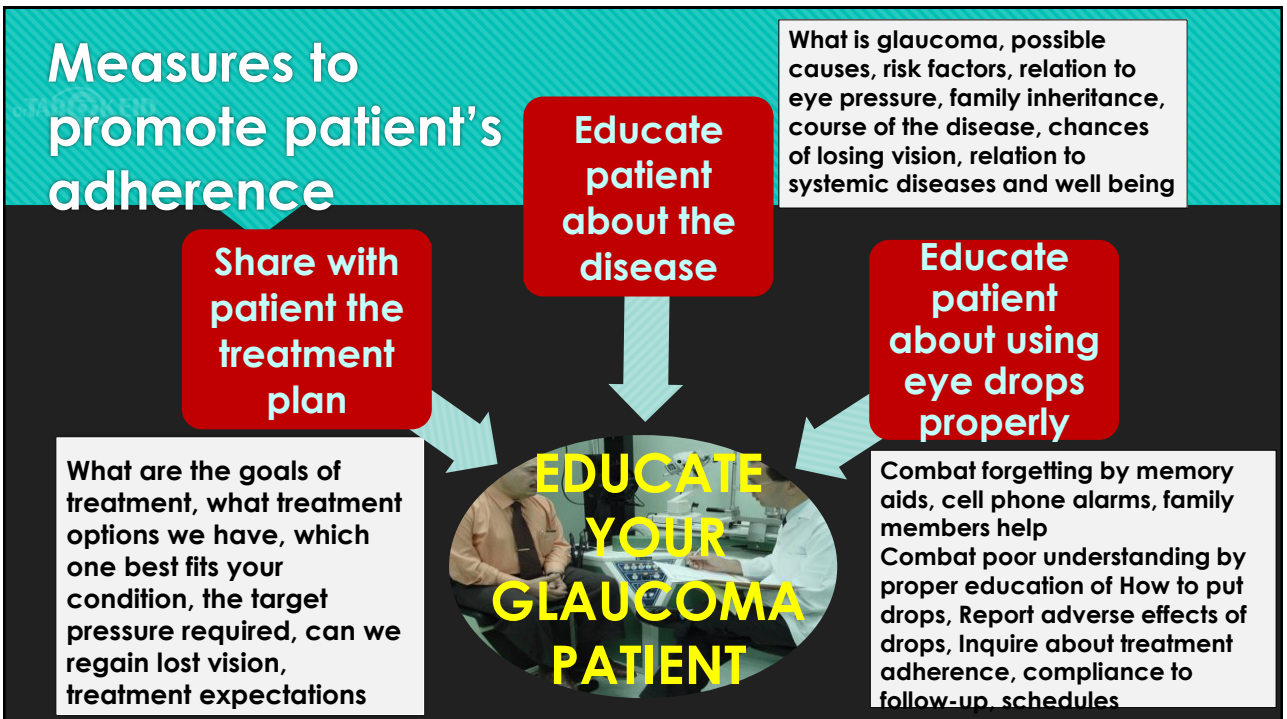 Measures to
promote patient's
adherence
What is glaucoma, possible
causes, risk factors, relation to
eye pressure, family inheritance,
course of the disease, chances
of losing vision, relation to
systemic diseases and well being
Educate
patient
about the
disease
Share with
patient the
treatment
plan
Educate
patient
about using
eye drops
properly
What are the goals of
treatment, what treatment
options we have, which
one best fits your
condition, the target
pressure required, can we
regain lost vision,
treatment expectations
EDUCATE
YOUR
GLAUCOMA
PATIENT
Combat forgetting by memory
aids, cell phone alarms, family
members help
Combat poor understanding by
proper education of How to put
drops, Report adverse effects of
drops, Inquire about treatment
adherence, compliance to
follow-up, schedules